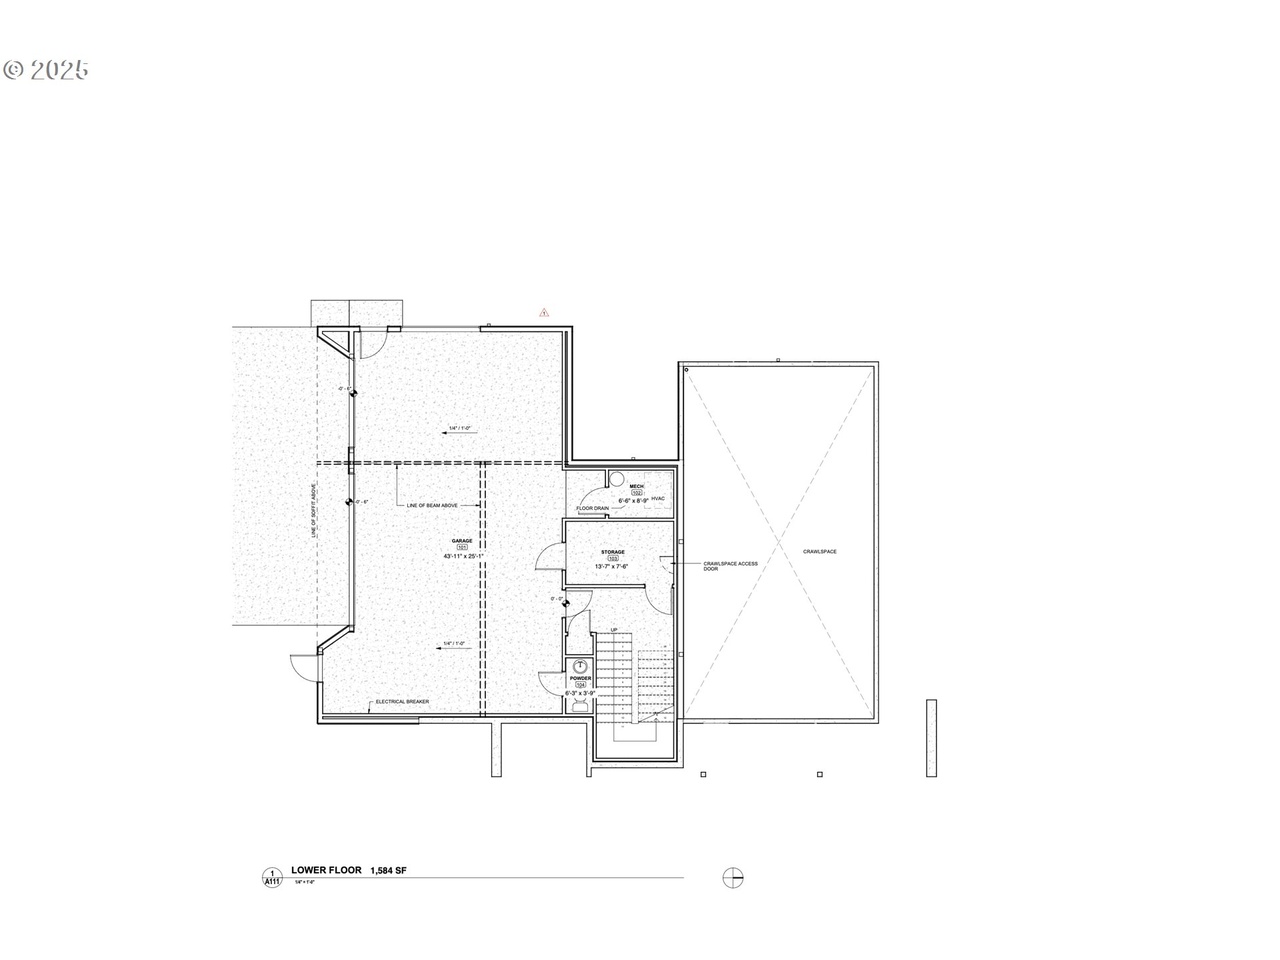 © 2025
1
-0' - 6"
1/4" / 1'-0"
LINE OF SOFFIT ABOVE
-0' - 6"
LINE OF BEAM ABOVE
MECH
102
6'-6" x 8'-9"
HVAC
FLOOR DRAIN
GARAGE
101
43'-11" x 25'-1"
STORAGE
103
13'-7" x 7'-6"
CRAWLSPACE ACCESS
DOOR
CRAWLSPACE
0' - 0"
UP
1/4" / 1'-0"
POWDER
104
6'-3" x 3'-9"
ELECTRICAL BREAKER
1
A111
LOWER FLOOR 1,584 SF
1/4" = 1'-0"